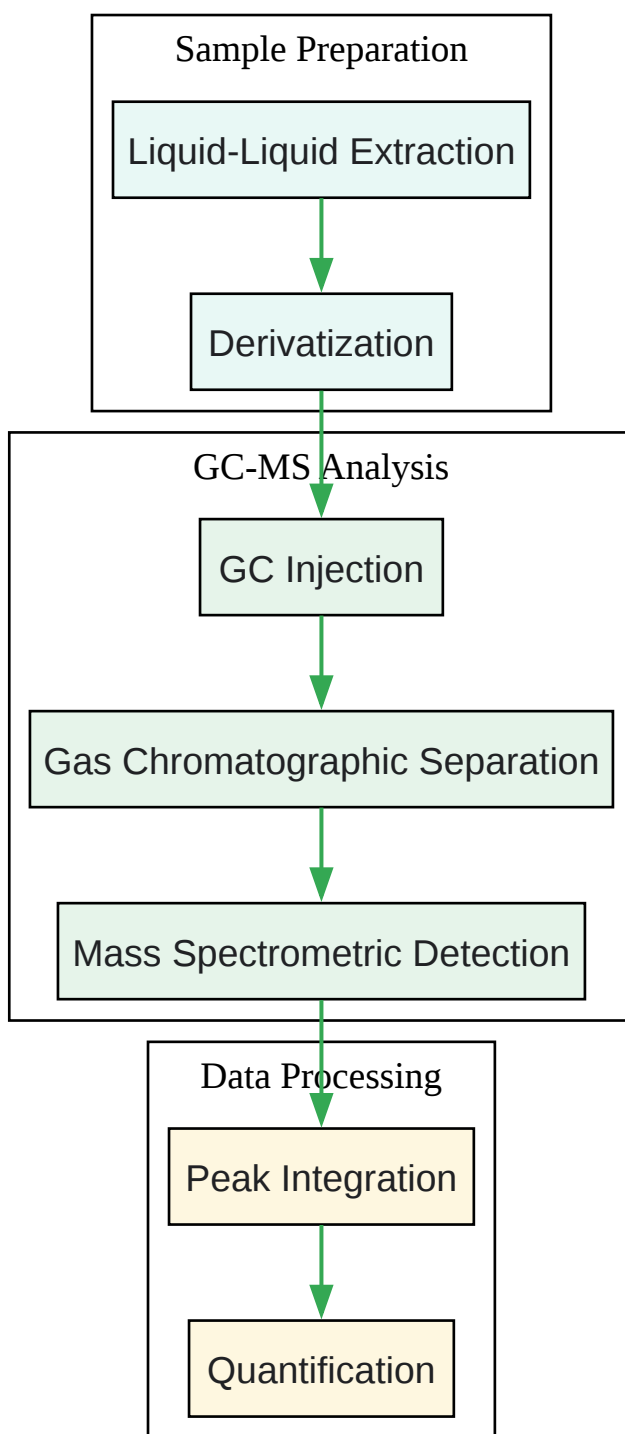 Sample Preparation
Liquid-Liquid Extraction
Derivatization
GC-MS Analysis
GC Injection
Gas Chromatographic Separation
Mass Spectrometric Detection
Data Processing
Peak Integration
Quantification